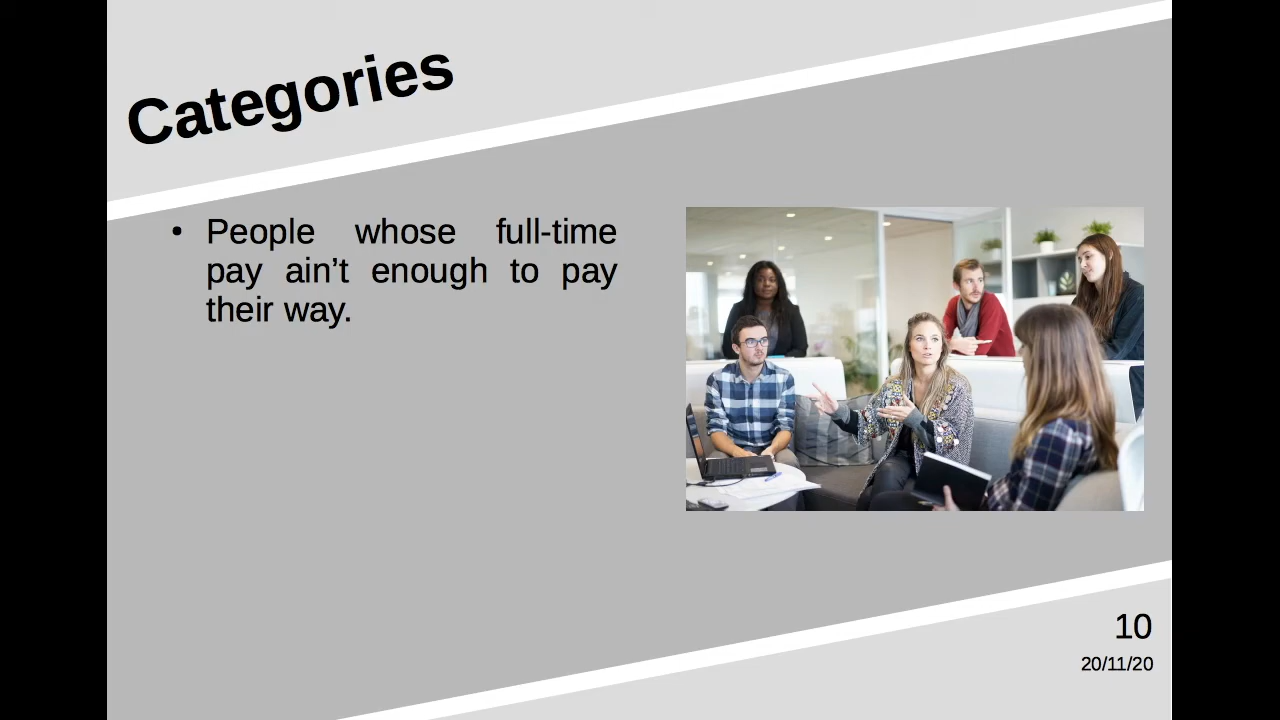 Categories
• People whose full-time
pay ain’t enough to pay
their way.
10
20/11/20